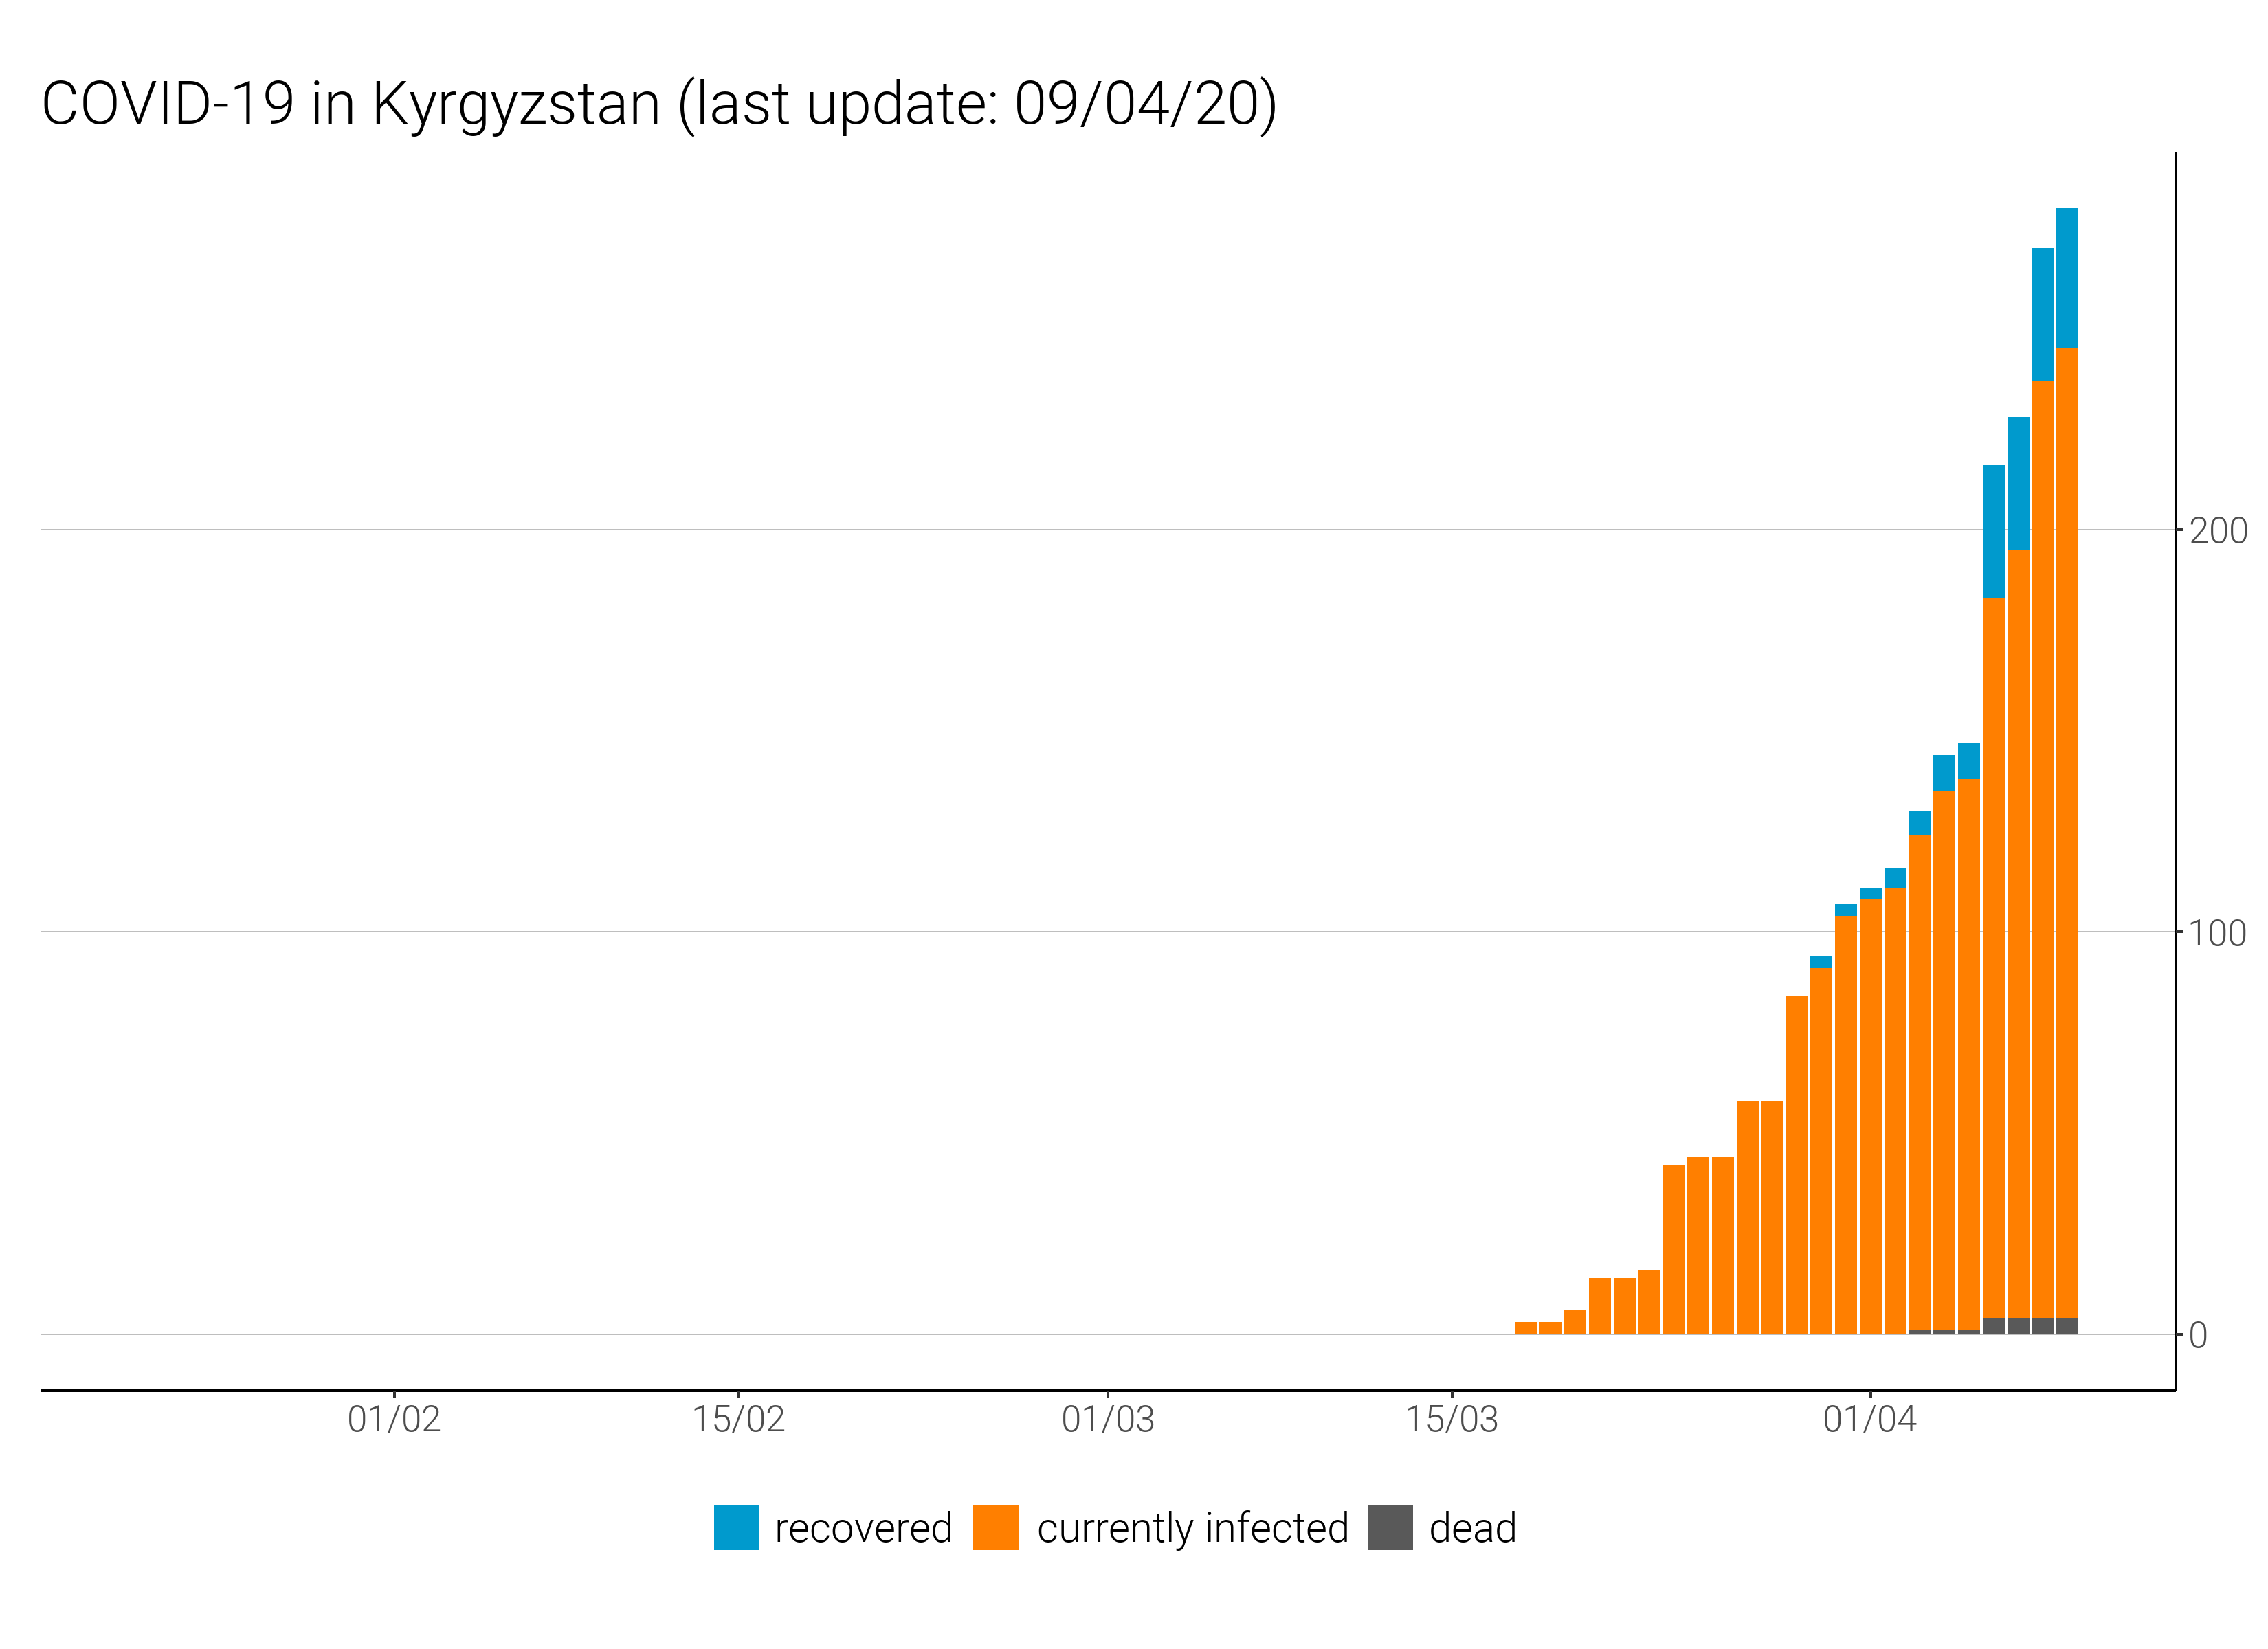 COVID-19 in Kyrgyzstan (last update: 09/04/20)
200
100
0
01/02 15/02 01/03 15/03 01/04
recovered currently infected dead